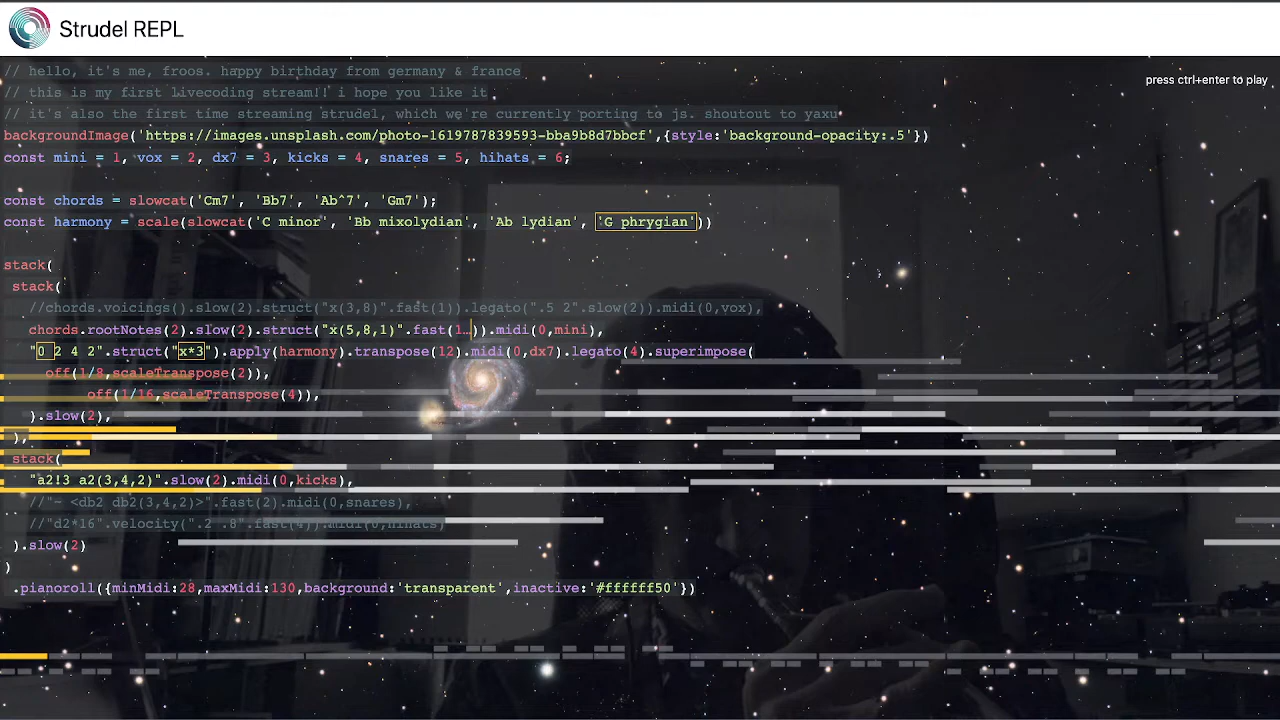 Strudel REPL
// hello, it's me, froos. happy birthday from germany & france
press ctrl+enter to play
// this is my first livecoding stream!! i hope you like it
// it's also the first time streaming strudel, which we're currently porting to js. shoutout to yaxu
backgroundImage('https://images.unsplash.com/photo-1619787839593-bba9b8d7bbcf',{style:'background-opacity:.5'})
const mini = 1, vox = 2, dx7 = 3, kicks = 4, snares = 5, hihats = 6;
const chords = slowcat('Cm7', 'Bb7', 'Ab^7', 'Gm7');
const harmony = scale(slowcat('C minor', 'Bb mixolydian', 'Ab lydian', 'G phrygian'))
stack(
stack(
//chords.voicings().slow(2).struct("x(3,8)".fast(1)).legato(".5 2".slow(2)).midi(0,vox),
chords.rootNotes(2).slow(2).struct("x(5,8,1)".fast(1..)).midi(0,mini),
"0 2 4 2".struct("x*3").apply(harmony).transpose(12).midi(0,dx7).legato(4).superimpose(
off(1/8,scaleTranspose(2)),
off(1/16,scaleTranspose(4)),
).slow(2),
),
stack(
"a2!3 a2(3,4,2)".slow(2).midi(0,kicks),
//"~ <db2 db2(3,4,2)>".fast(2).midi(0,snares),
//"d2*16".velocity(".2 .8".fast(4)).midi(0,hihats)
).slow(2)
)
.pianoroll({minMidi:28,maxMidi:130,background:'transparent',inactive:'#ffffff50'})